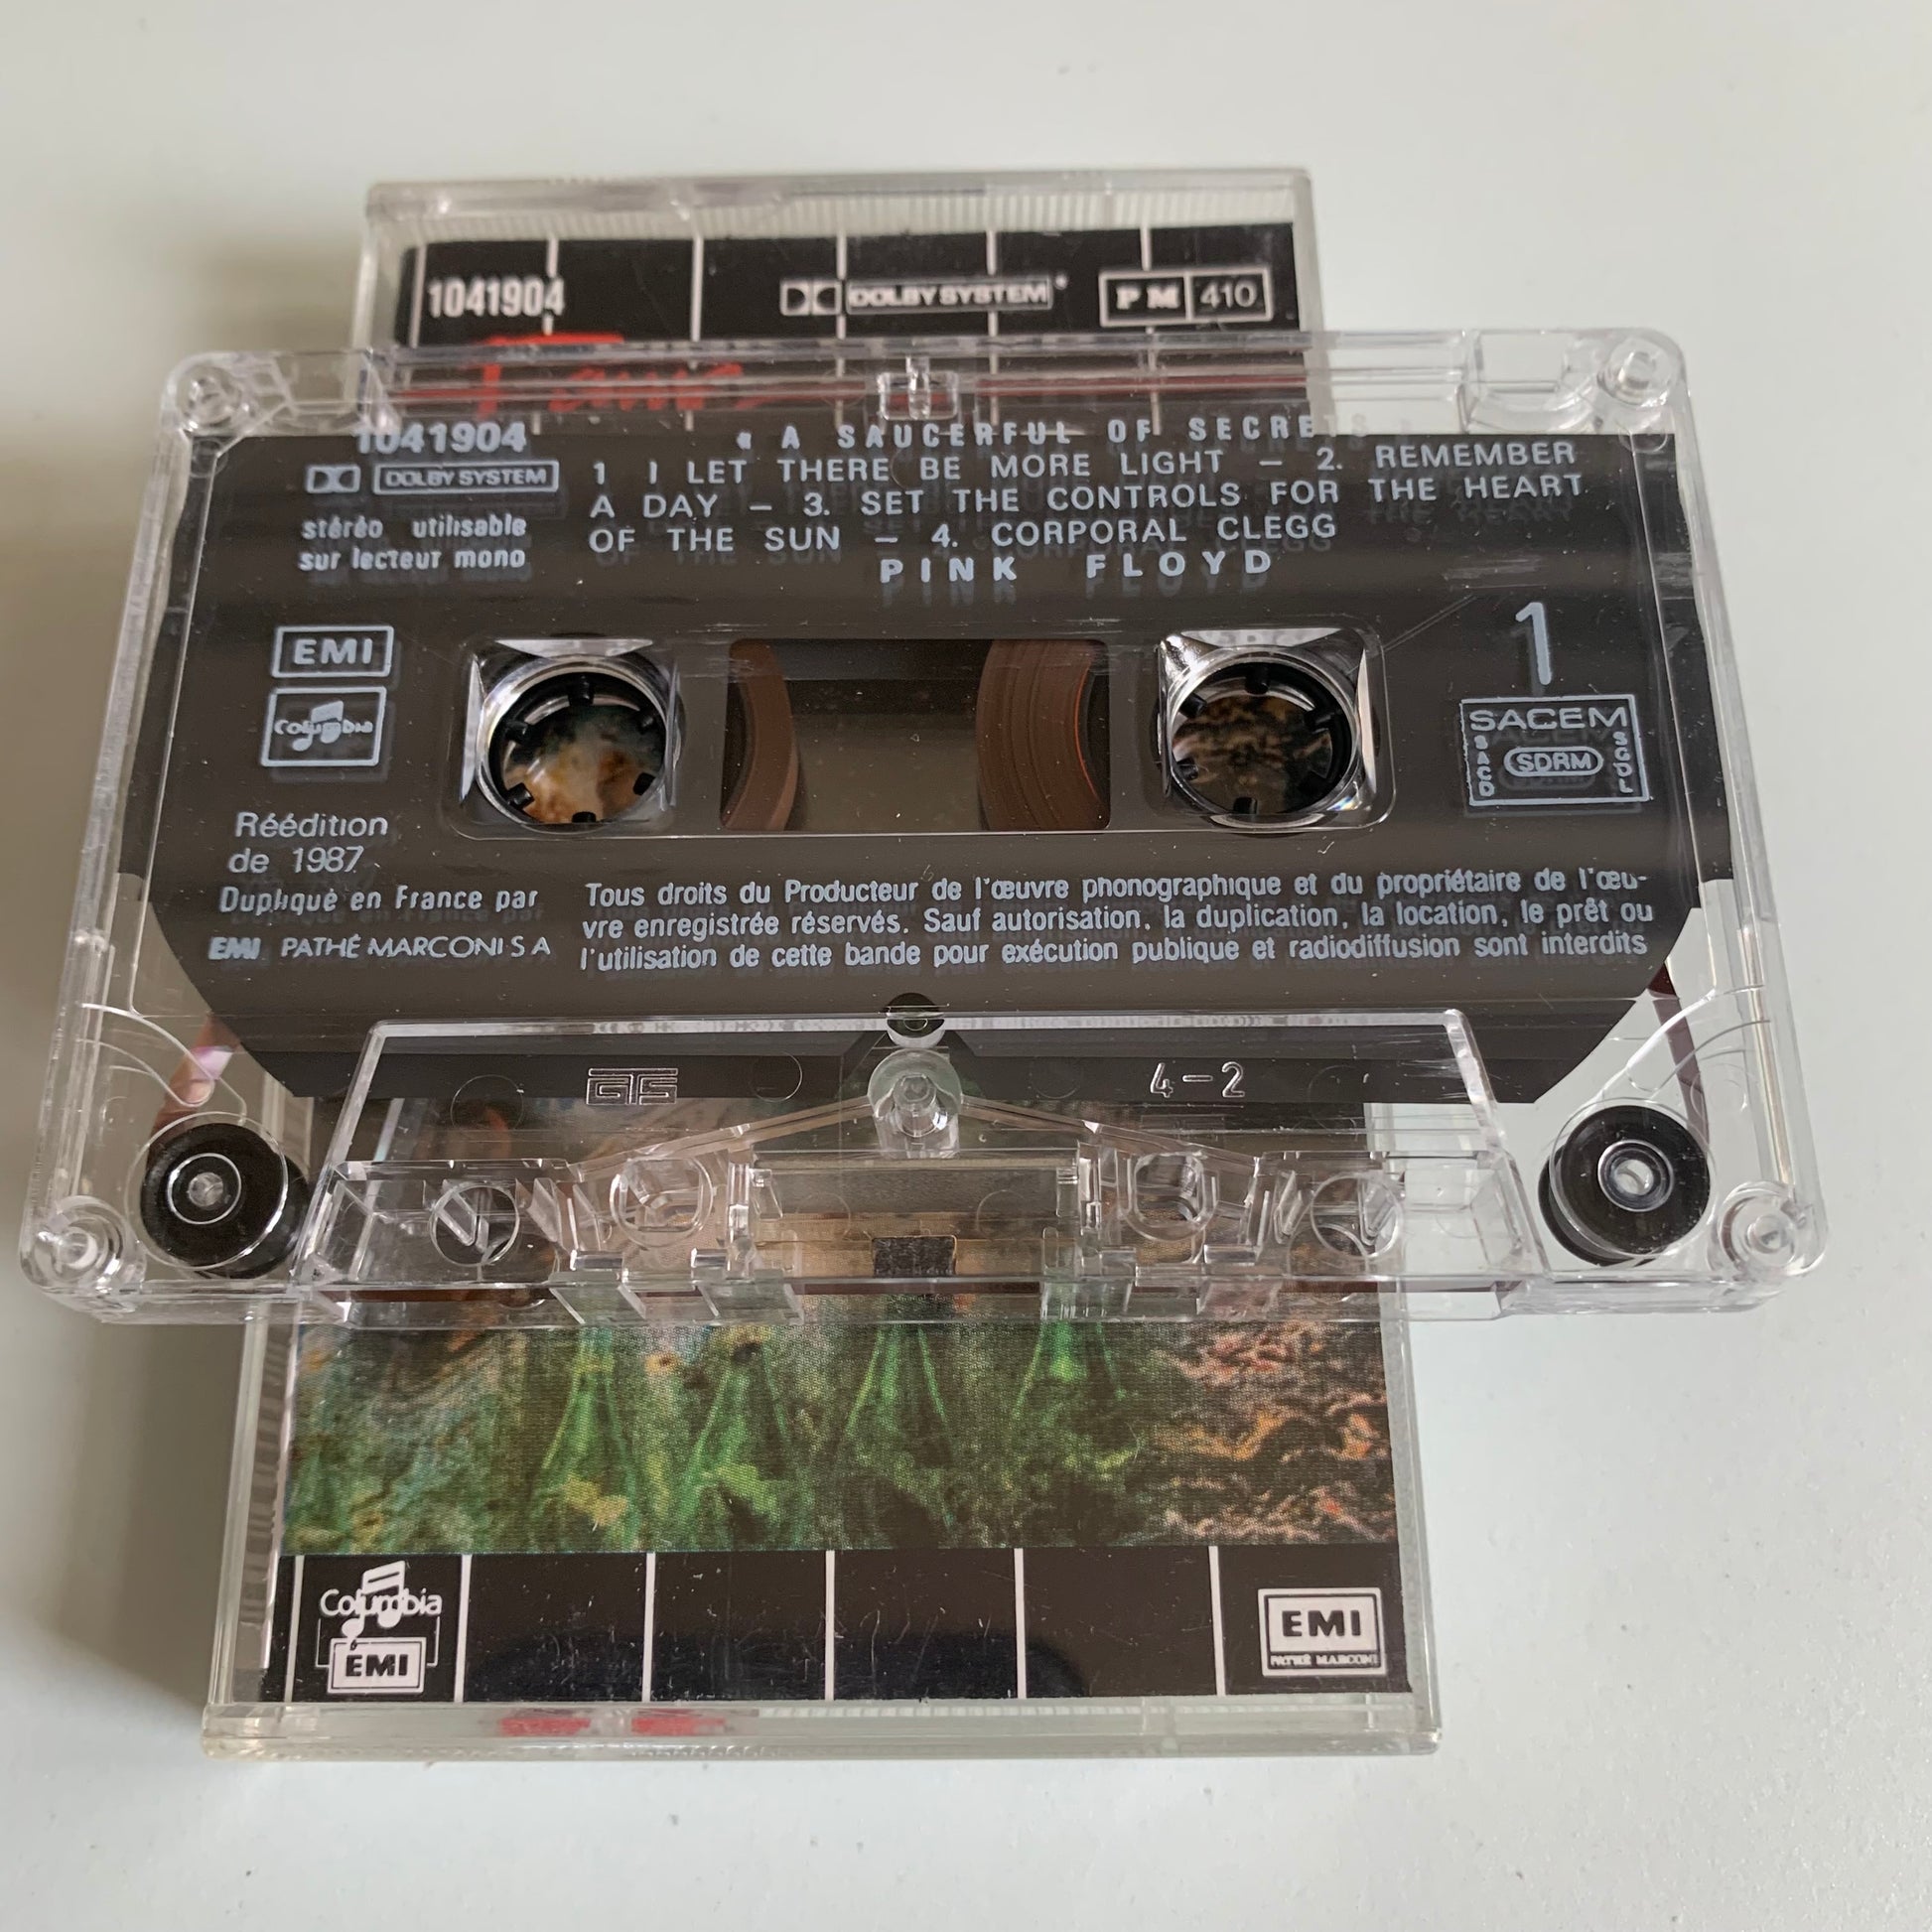 1041904
DOLBY SYSTEM
PM 410
1041904
DOLBY SYSTEM
stéréo utilisable
sur lecteur mono
« A SAUCERFUL OF SECRE
1 I LET THERE BE MORE LIGHT – 2. REMEMBER
A DAY – 3. SET THE CONTROLS FOR THE HEART
OF THE SUN – 4. CORPORAL CLEGG
PINK FLOYD
EMI
Columbia
1
SACEM
SACD
SDRM
SGDL
Réédition
de 1987
Dupliqué en France par
EMI PATHÉ MARCONI S A
Tous droits du Producteur de l'œuvre phonographique et du propriétaire de l'œu-
vre enregistrée réservés. Sauf autorisation, la duplication, la location, le prêt ou
l'utilisation de cette bande pour exécution publique et radiodiffusion sont interdits
GTS
4-2
Columbia
EMI
EMI
PATHÉ MARCONI